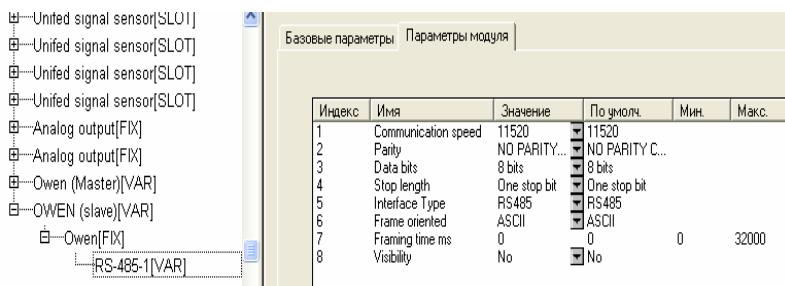 Unifed signal sensor[SLOT]
Unifed signal sensor[SLOT]
Unifed signal sensor[SLOT]
Unifed signal sensor[SLOT]
Analog output[FIX]
Analog output[FIX]
Owen (Master)[VAR]
OWEN (slave)[VAR]
Owen[FIX]
RS-485-1[VAR]
Базовые параметры Параметры модуля
Индекс Имя Значение По умолч. Мин. Макс.
1 Communication speed 11520 11520
2 Parity NO PARITY... NO PARITY C...
3 Data bits 8 bits 8 bits
4 Stop length One stop bit One stop bit
5 Interface Type RS485 RS485
6 Frame oriented ASCII ASCII
7 Framing time ms 0 0 0 32000
8 Visibility No No